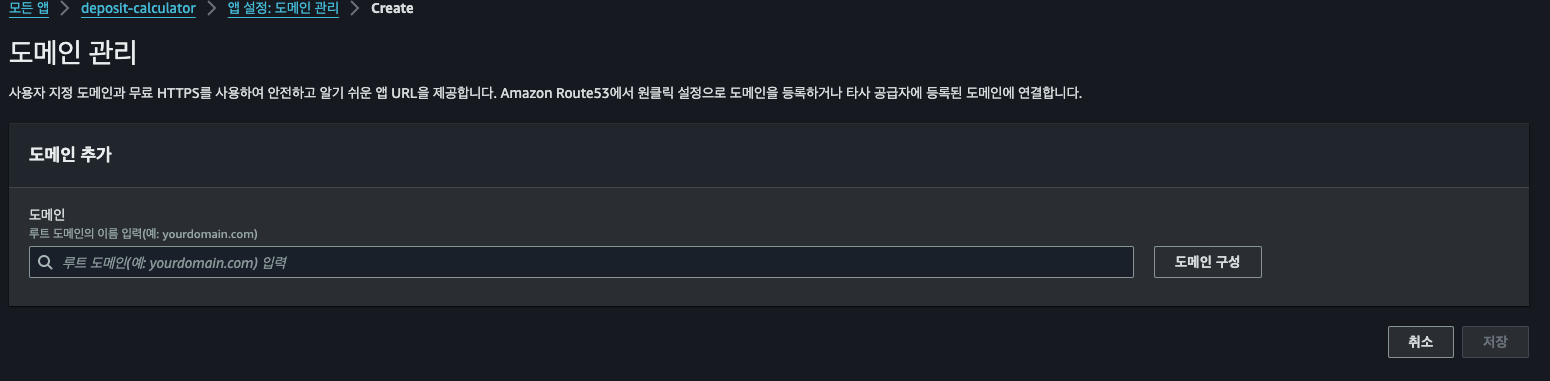 모든 앱 > deposit-calculator > 앱 설정: 도메인 관리 > Create
도메인 관리
사용자 지정 도메인과 무료 HTTPS를 사용하여 안전하고 알기 쉬운 앱 URL을 제공합니다. Amazon Route53에서 원클릭 설정으로 도메인을 등록하거나 타사 공급자에 등록된 도메인에 연결합니다.
도메인 추가
도메인
루트 도메인의 이름 입력(예: yourdomain.com)
루트 도메인(예: yourdomain.com) 입력 도메인 구성
취소 저장